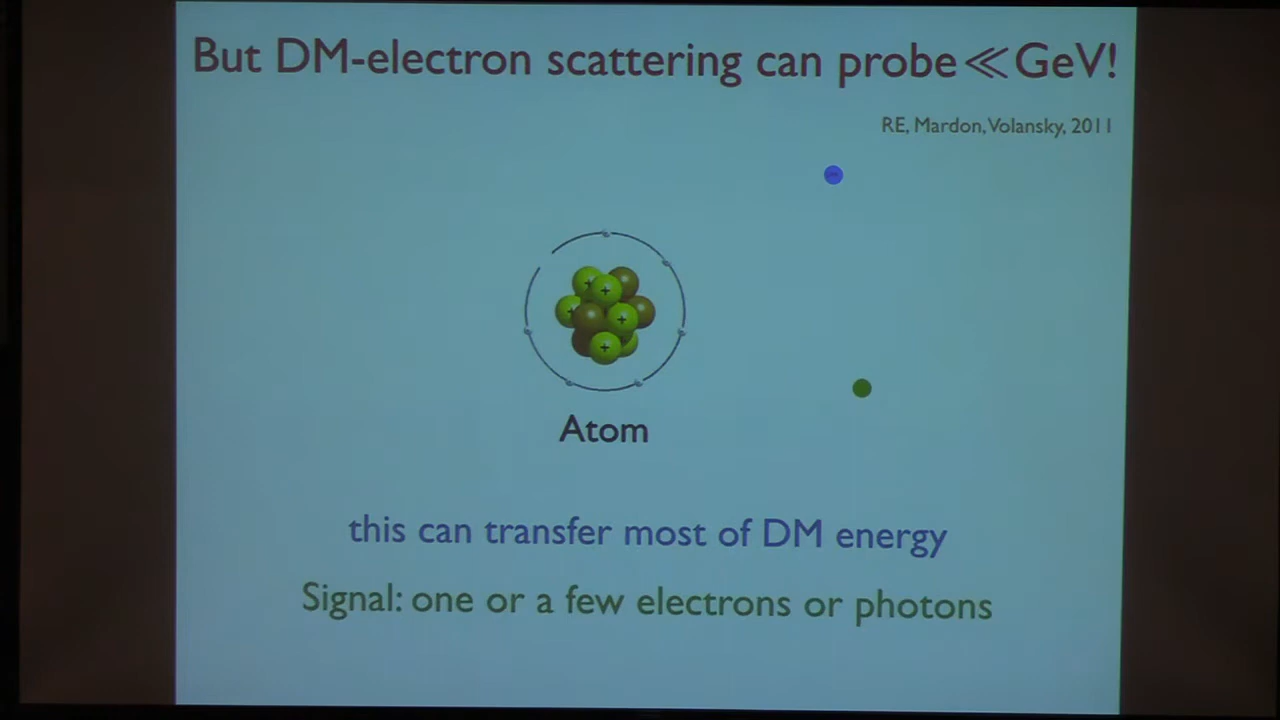 But DM-electron scattering can probe ≪ GeV!
RE, Mardon, Volansky, 2011
+
+
+
+
+
Atom
this can transfer most of DM energy
Signal: one or a few electrons or photons